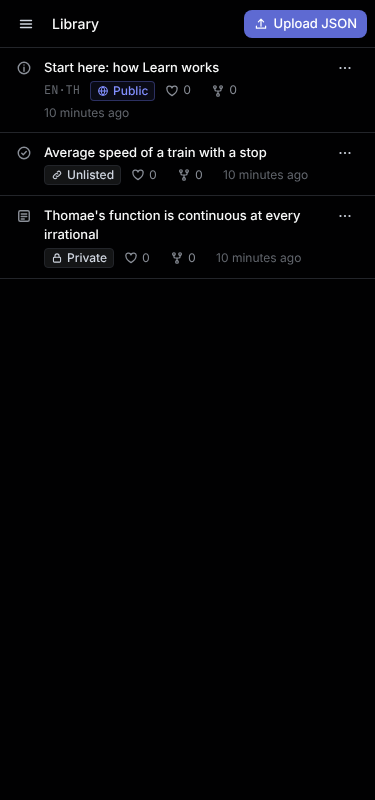 Library
Upload JSON
Start here: how Learn works
EN·TH Public 0 0
10 minutes ago
Average speed of a train with a stop
Unlisted 0 0 10 minutes ago
Thomae's function is continuous at every
irrational
Private 0 0 10 minutes ago